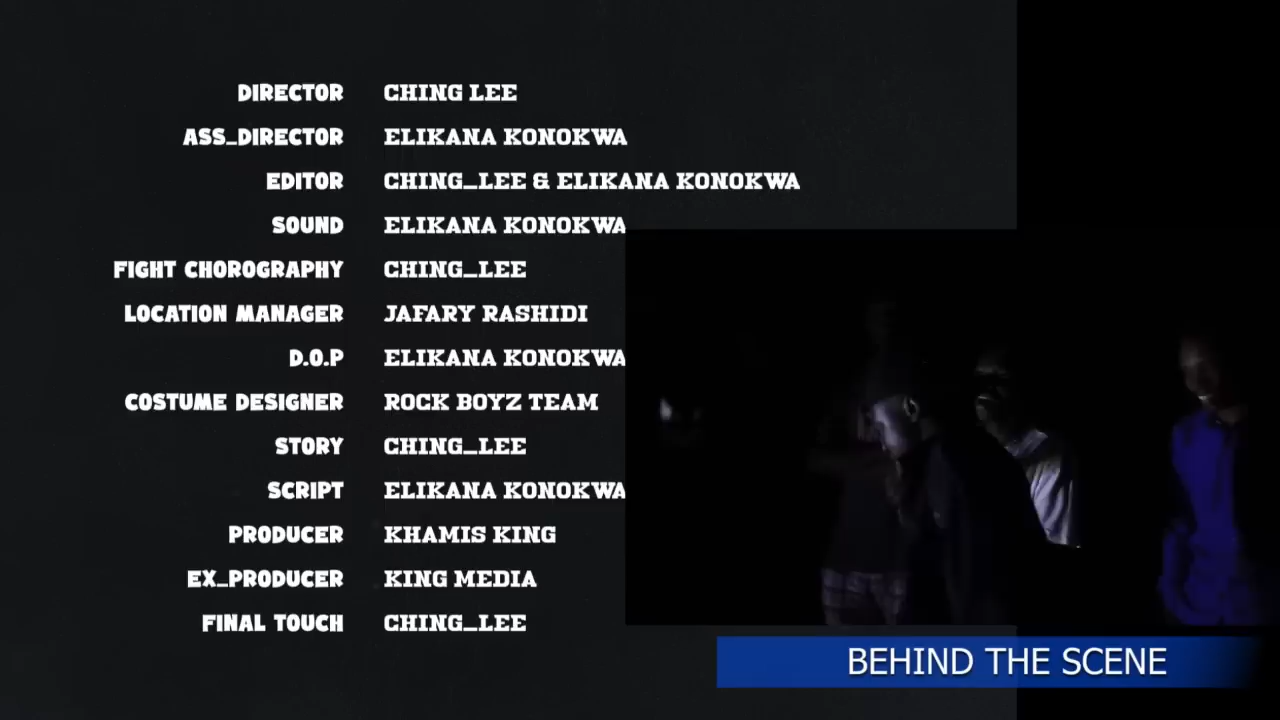 DIRECTOR CHING LEE
ASS_DIRECTOR ELIKANA KONOKWA
EDITOR CHING_LEE & ELIKANA KONOKWA
SOUND ELIKANA KONOKWA
FIGHT CHOROGRAPHY CHING_LEE
LOCATION MANAGER JAFARY RASHIDI
D.O.P ELIKANA KONOKWA
COSTUME DESIGNER ROCK BOYZ TEAM
STORY CHING_LEE
SCRIPT ELIKANA KONOKWA
PRODUCER KHAMIS KING
EX_PRODUCER KING MEDIA
FINAL TOUCH CHING_LEE
BEHIND THE SCENE